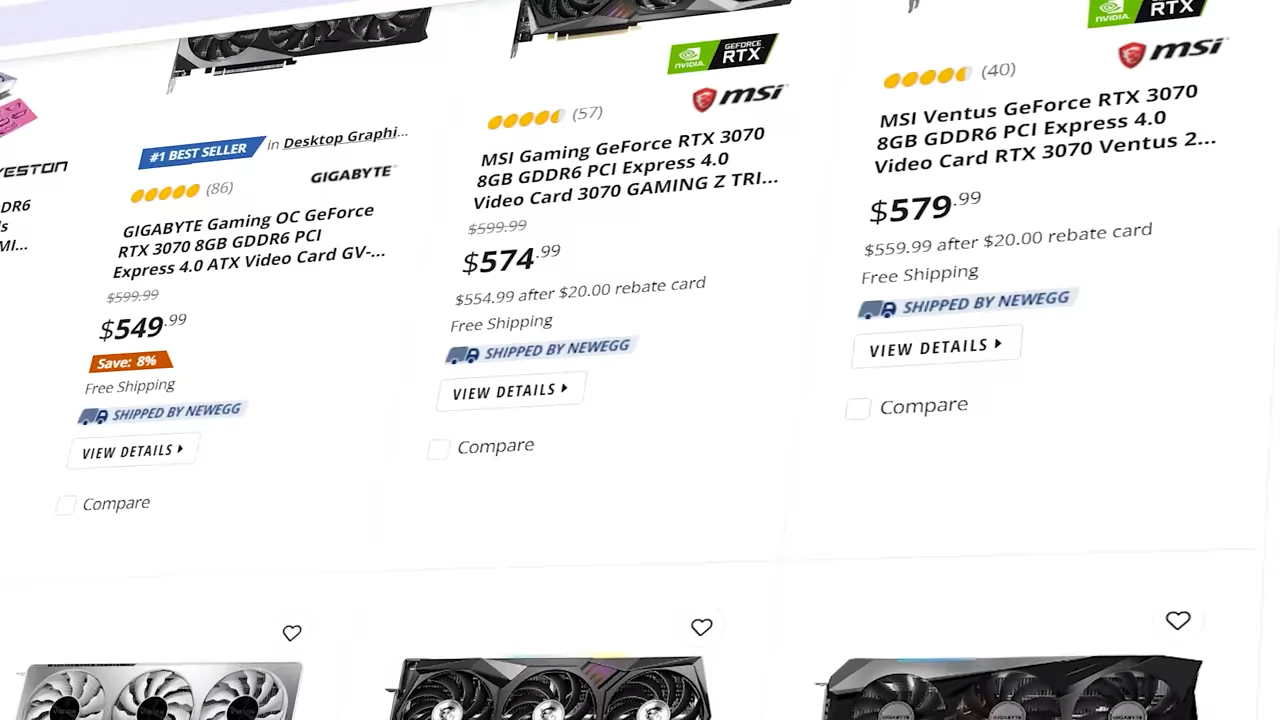 YESTON
DR6
MI...
#1 BEST SELLER in Desktop Graphi...
(86)
GIGABYTE
GIGABYTE Gaming OC GeForce
RTX 3070 8GB GDDR6 PCI
Express 4.0 ATX Video Card GV-...
$599.99
$549.99
Save: 8%
Free Shipping
SHIPPED BY NEWEGG
VIEW DETAILS
Compare
NVIDIA GEFORCE RTX
msi
(57)
MSI Gaming GeForce RTX 3070
8GB GDDR6 PCI Express 4.0
Video Card 3070 GAMING Z TRI...
$599.99
$574.99
$554.99 after $20.00 rebate card
Free Shipping
SHIPPED BY NEWEGG
VIEW DETAILS
Compare
NVIDIA RTX
msi
(40)
MSI Ventus GeForce RTX 3070
8GB GDDR6 PCI Express 4.0
Video Card RTX 3070 Ventus 2...
$579.99
$559.99 after $20.00 rebate card
Free Shipping
SHIPPED BY NEWEGG
VIEW DETAILS
Compare
GIGABYTE
GIGABYTE
GIGABYTE